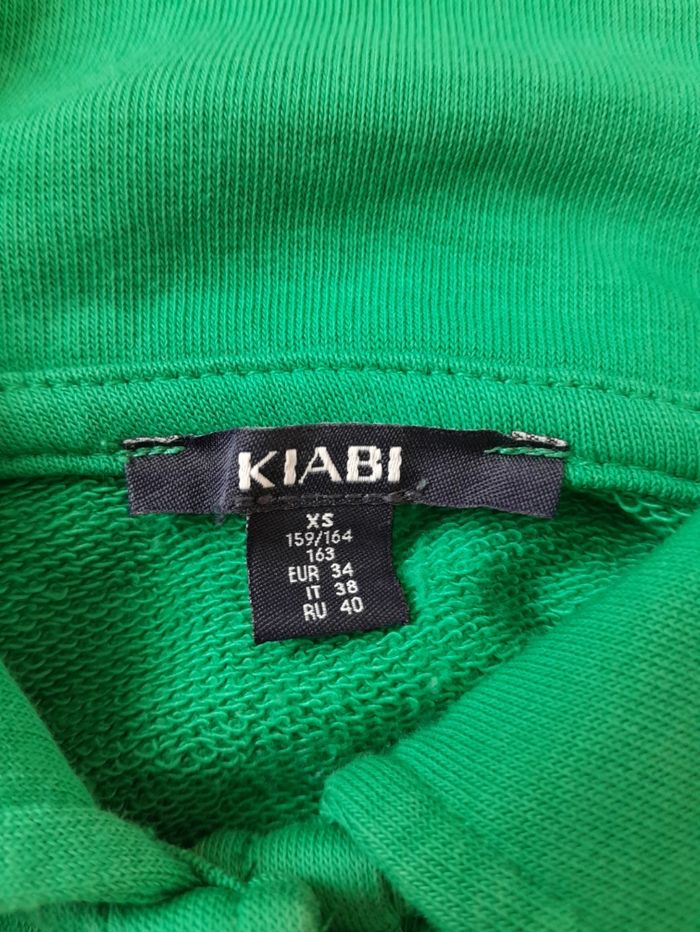 KIABI
XS
159/164
163
EUR 34
IT 38
RU 40